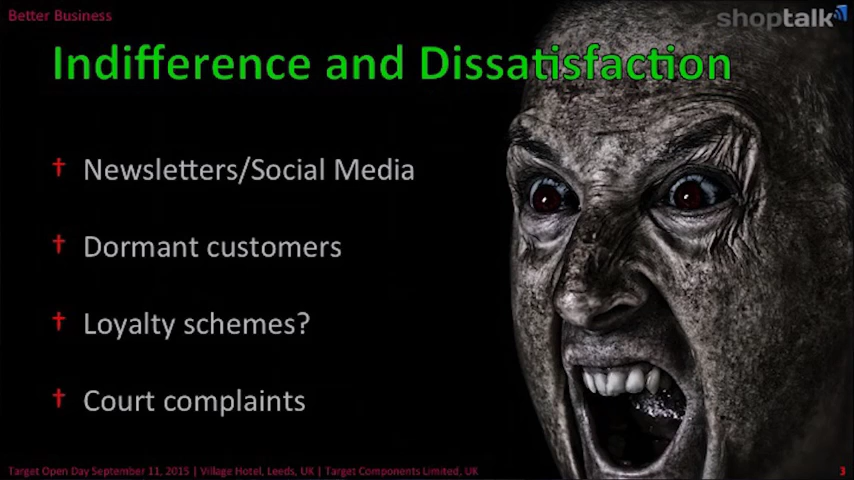 Better Business
shoptalk
Indifference and Dissatisfaction
† Newsletters/Social Media
† Dormant customers
† Loyalty schemes?
† Court complaints
Target Open Day September 11, 2015 | Village Hotel, Leeds, UK | Target Components Limited, UK
3